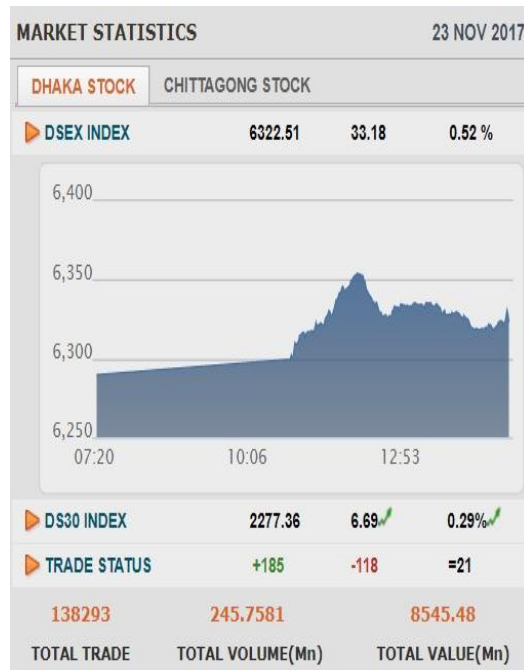 MARKET STATISTICS 23 NOV 2017
DHAKA STOCK CHITTAGONG STOCK
DSEX INDEX 6322.51 33.18 0.52 %
6,400
6,350
6,300
6,250
07:20 10:06 12:53
DS30 INDEX 2277.36 6.69 0.29%
TRADE STATUS +185 -118 =21
138293 245.7581 8545.48
TOTAL TRADE TOTAL VOLUME(Mn) TOTAL VALUE(Mn)